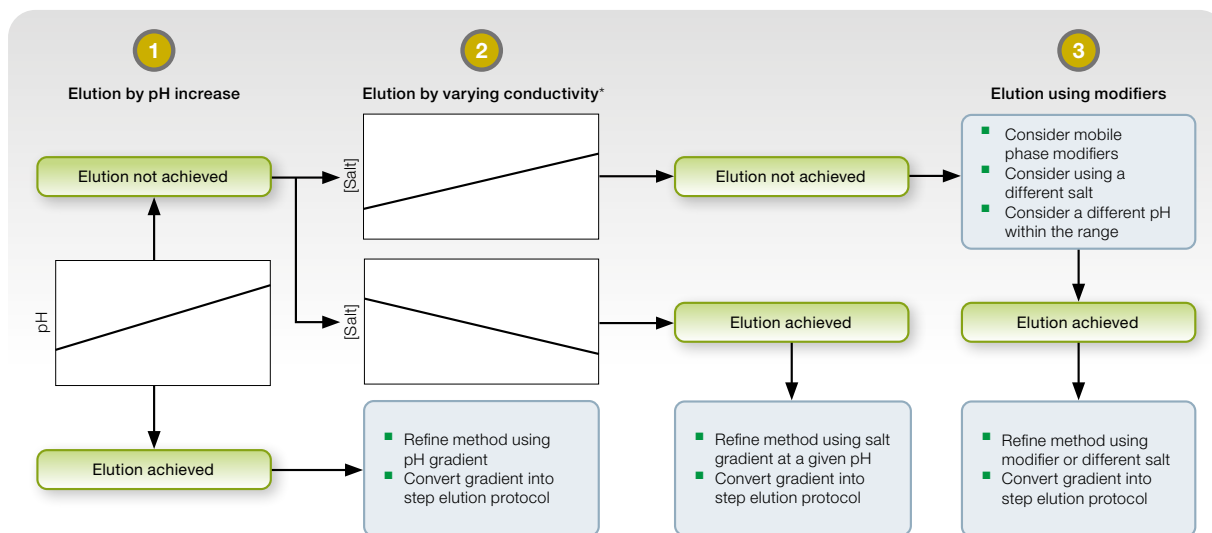 1
Elution by pH increase
Elution not achieved
pH
Elution achieved
2
Elution by varying conductivity*
[Salt]
[Salt]
■ Refine method using
pH gradient
■ Convert gradient into
step elution protocol
Elution not achieved
Elution achieved
■ Refine method using salt
gradient at a given pH
■ Convert gradient into
step elution protocol
3
Elution using modifiers
■ Consider mobile
phase modifiers
■ Consider using a
different salt
■ Consider a different pH
within the range
Elution achieved
■ Refine method using
modifier or different salt
■ Convert gradient into
step elution protocol